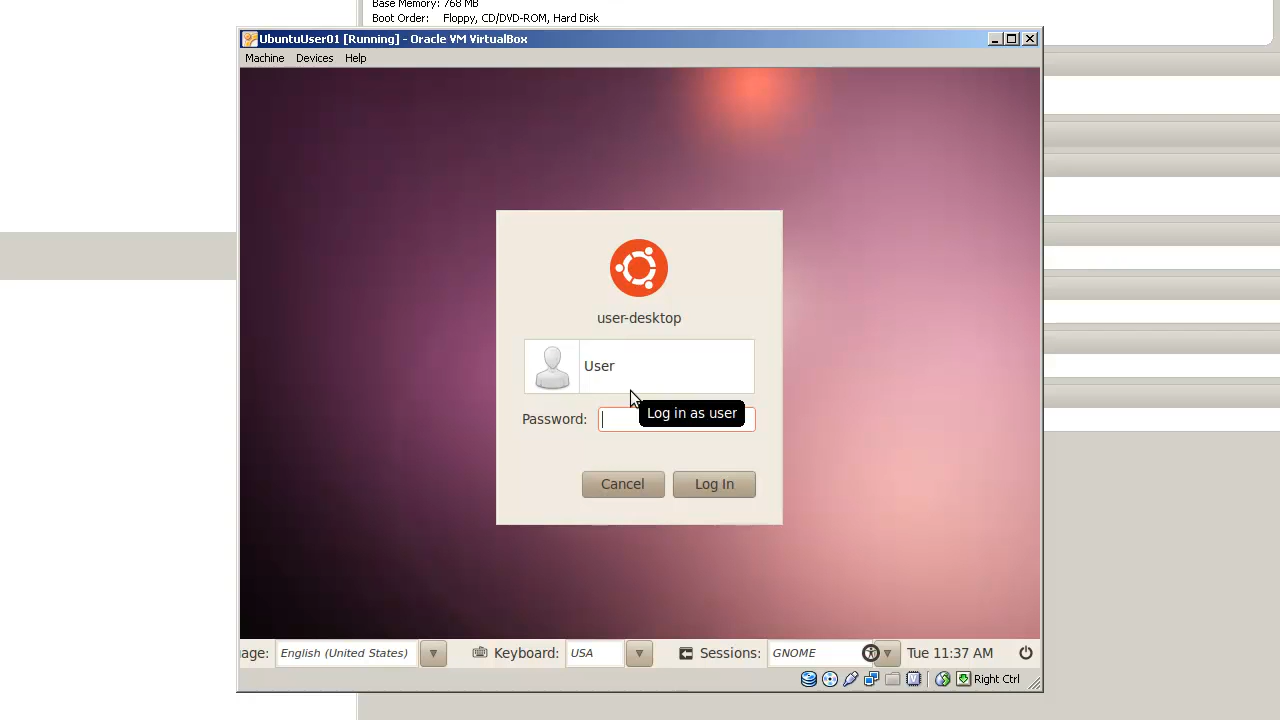 Base Memory: 768 MB
Boot Order: Floppy, CD/DVD-ROM, Hard Disk
UbuntuUser01 [Running] - Oracle VM VirtualBox
Machine Devices Help
user-desktop
User
Log in as user
Password:
Cancel Log In
age: English (United States) Keyboard: USA Sessions: GNOME Tue 11:37 AM
Right Ctrl